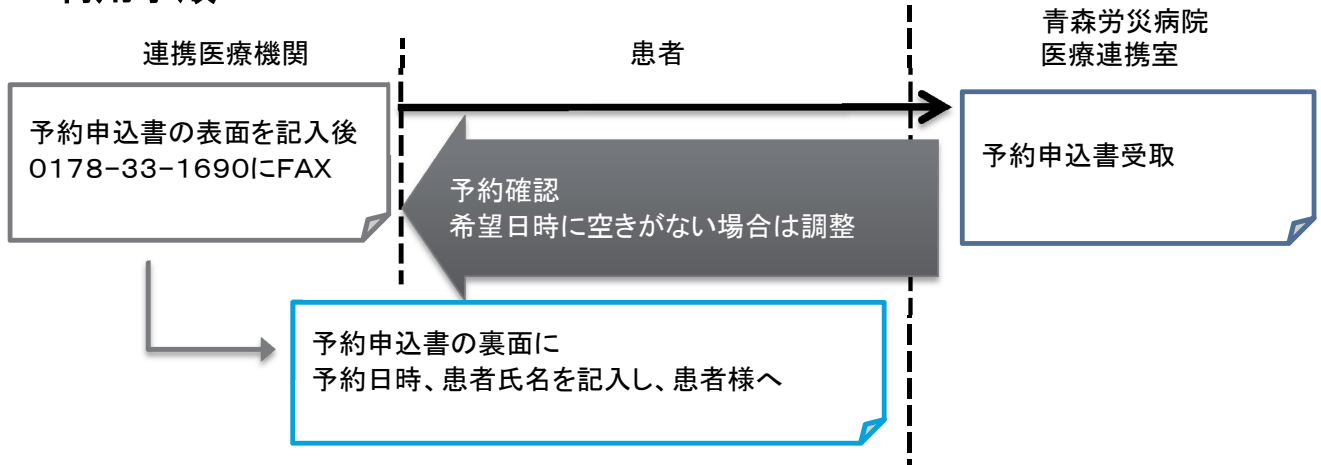 連携医療機関
患者
青森労災病院
医療連携室
予約申込書の表面を記入後
0178-33-1690にFAX
予約申込書受取
予約確認
希望日時に空きがない場合は調整
予約申込書の裏面に
予約日時、患者氏名を記入し、患者様へ